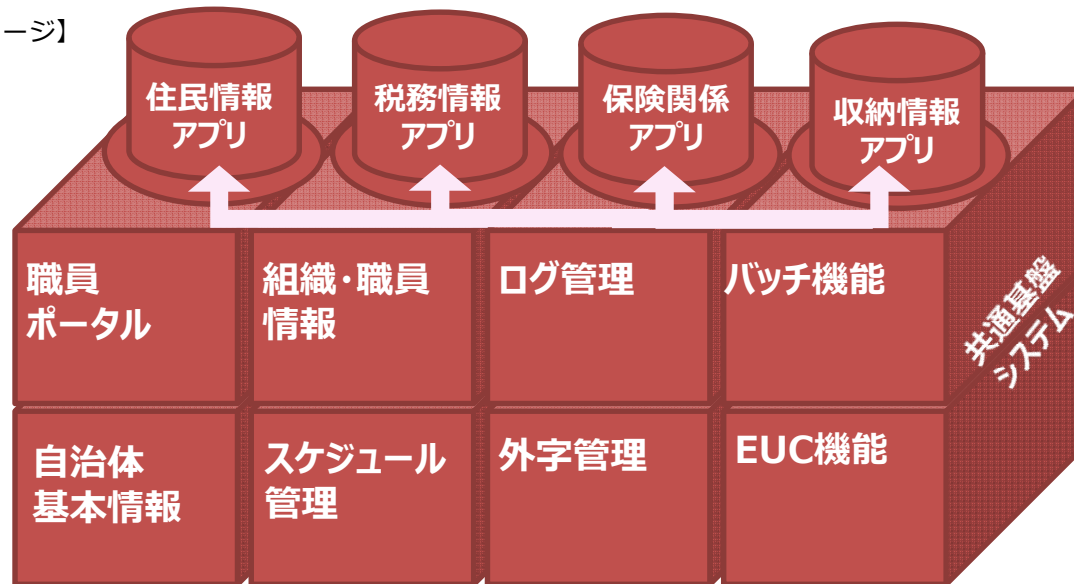 ージ】
住民情報
アプリ
税務情報
アプリ
保険関係
アプリ
収納情報
アプリ
職員
ポータル
組織・職員
情報
ログ管理
バッチ機能
共通基盤
システム
自治体
基本情報
スケジュール
管理
外字管理
EUC機能